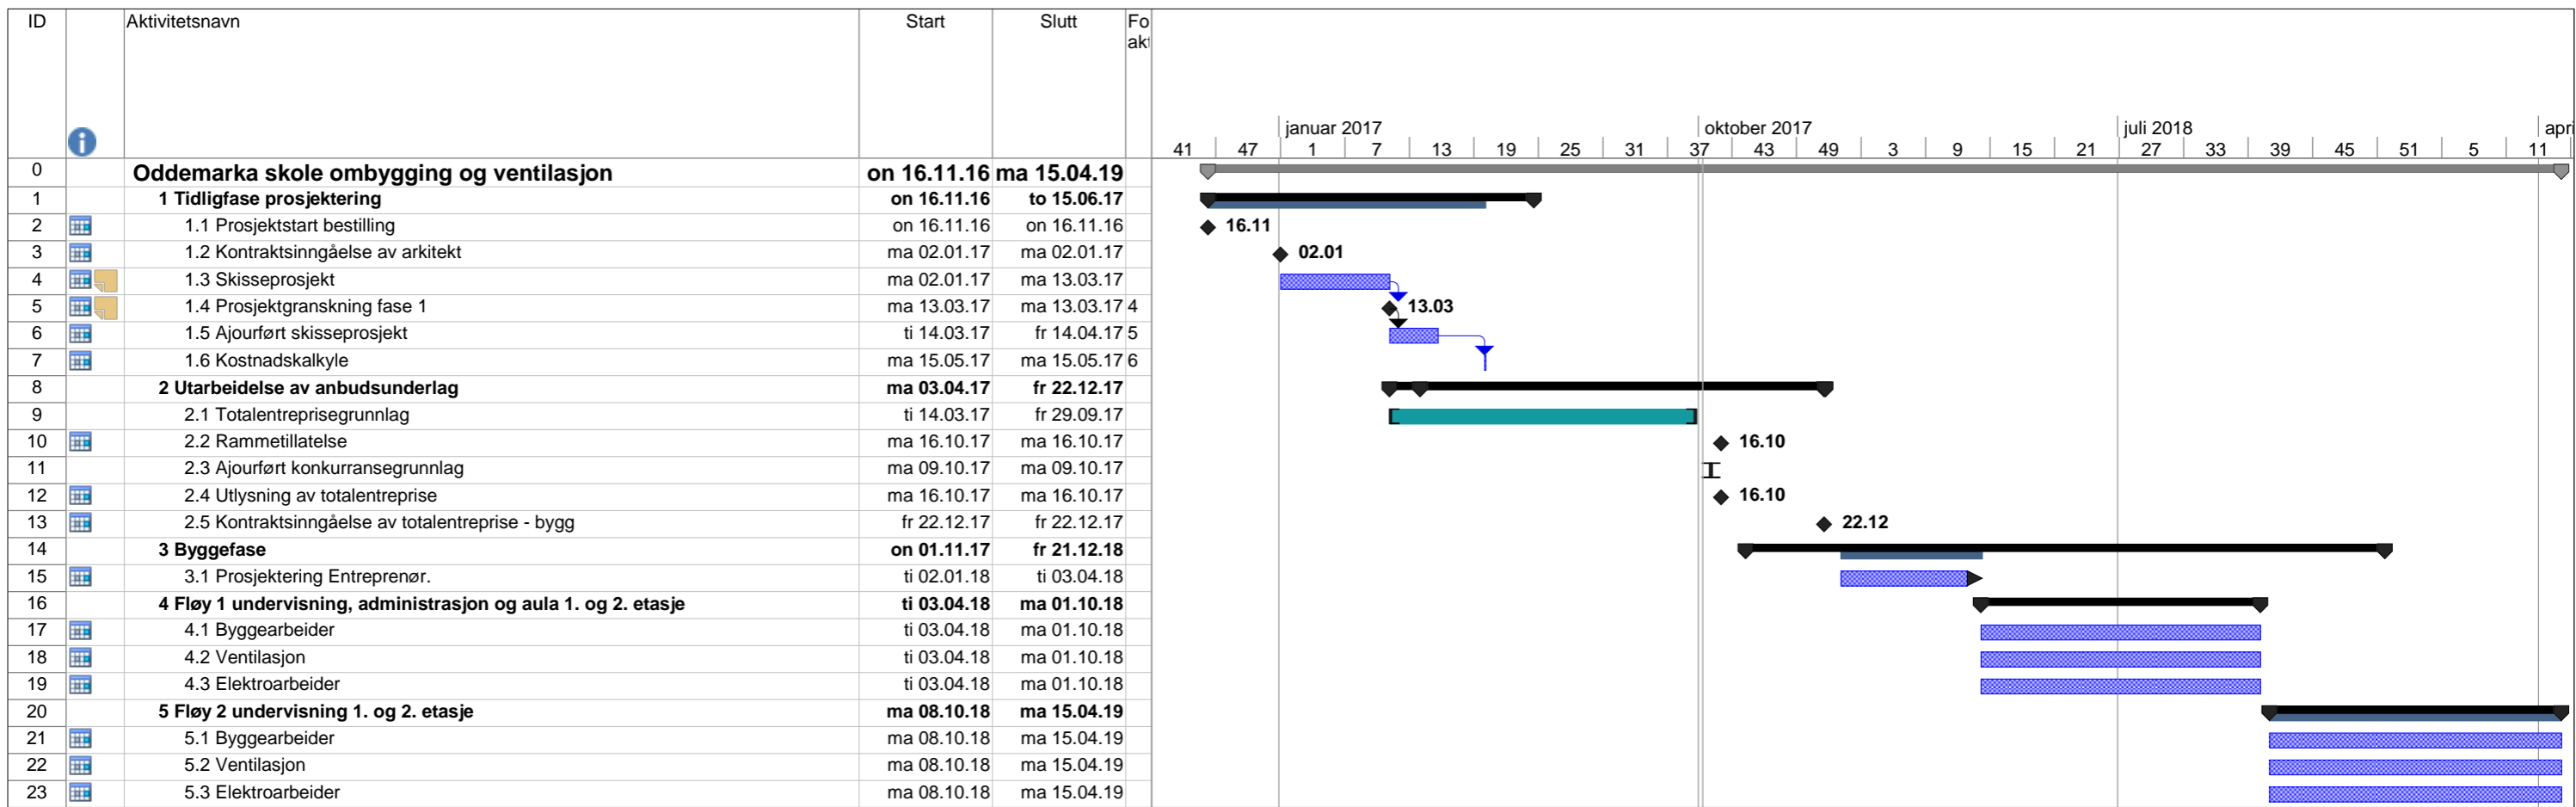 ID Aktivitetsnavn Start Slutt Fo
akt
januar 2017 oktober 2017 juli 2018 apri
41 47 1 7 13 19 25 31 37 43 49 3 9 15 21 27 33 39 45 51 5 11
0 Oddemarka skole ombygging og ventilasjon on 16.11.16 ma 15.04.19
1 1 Tidligfase prosjektering on 16.11.16 to 15.06.17
2 1.1 Prosjektstart bestilling on 16.11.16 on 16.11.16 16.11
3 1.2 Kontraktsinngåelse av arkitekt ma 02.01.17 ma 02.01.17 02.01
4 1.3 Skisseprosjekt ma 02.01.17 ma 13.03.17
5 1.4 Prosjektgranskning fase 1 ma 13.03.17 ma 13.03.17 4 13.03
6 1.5 Ajourført skisseprosjekt ti 14.03.17 fr 14.04.17 5
7 1.6 Kostnadskalkyle ma 15.05.17 ma 15.05.17 6
8 2 Utarbeidelse av anbudsunderlag ma 03.04.17 fr 22.12.17
9 2.1 Totalentreprisegrunnlag ti 14.03.17 fr 29.09.17
10 2.2 Rammetillatelse ma 16.10.17 ma 16.10.17 16.10
11 2.3 Ajourført konkurransegrunnlag ma 09.10.17 ma 09.10.17
12 2.4 Utlysning av totalentreprise ma 16.10.17 ma 16.10.17 16.10
13 2.5 Kontraktsinngåelse av totalentreprise - bygg fr 22.12.17 fr 22.12.17 22.12
14 3 Byggefase on 01.11.17 fr 21.12.18
15 3.1 Prosjektering Entreprenør. ti 02.01.18 ti 03.04.18
16 4 Fløy 1 undervisning, administrasjon og aula 1. og 2. etasje ti 03.04.18 ma 01.10.18
17 4.1 Byggearbeider ti 03.04.18 ma 01.10.18
18 4.2 Ventilasjon ti 03.04.18 ma 01.10.18
19 4.3 Elektroarbeider ti 03.04.18 ma 01.10.18
20 5 Fløy 2 undervisning 1. og 2. etasje ma 08.10.18 ma 15.04.19
21 5.1 Byggearbeider ma 08.10.18 ma 15.04.19
22 5.2 Ventilasjon ma 08.10.18 ma 15.04.19
23 5.3 Elektroarbeider ma 08.10.18 ma 15.04.19